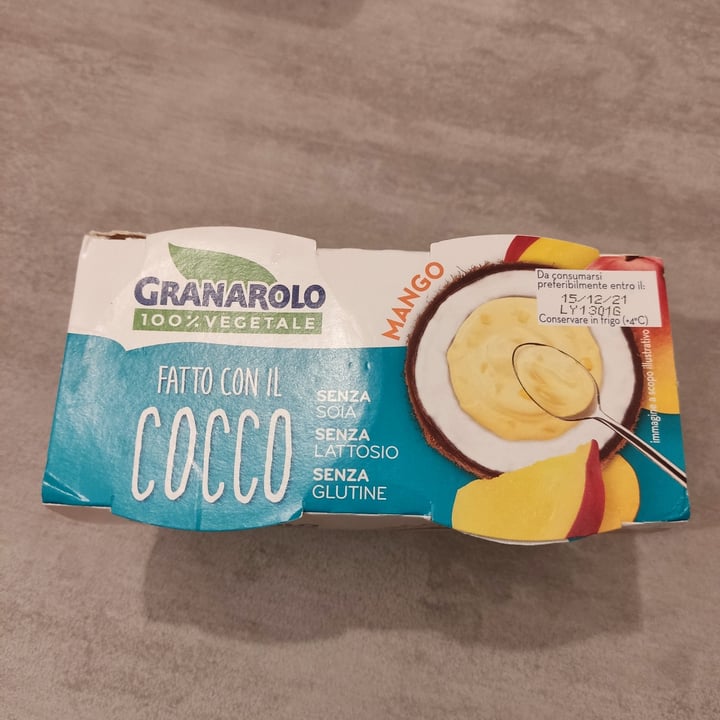 GRANAROLO
100% VEGETALE
FATTO CON IL
COCCO
SENZA
SOIA
SENZA
LATTOSIO
SENZA
GLUTINE
MANGO
Da consumarsi
preferibilmente entro il:
15/12/21
LY1301G
Conservare in frigo (+4°C)
immagine a scopo illustrativo